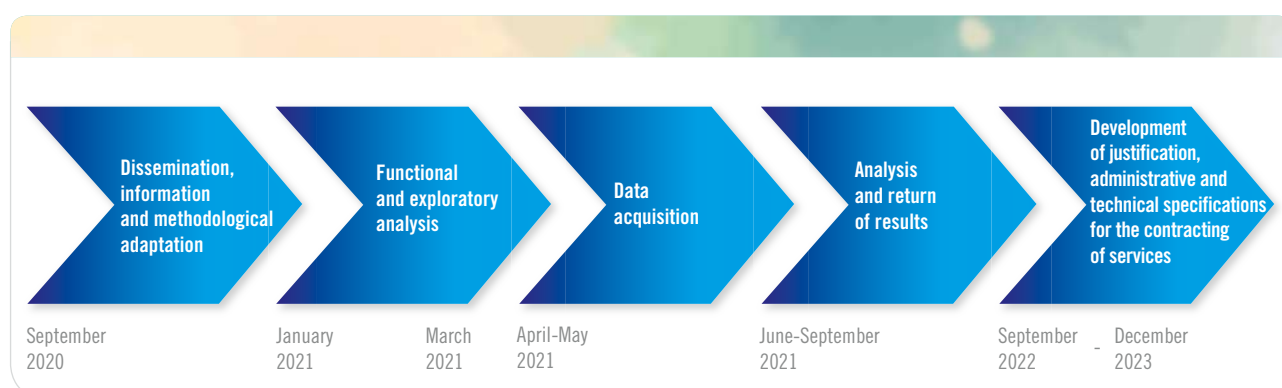 Dissemination,
information
and methodological
adaptation
Functional
and exploratory
analysis
Data
acquisition
Analysis
and return
of results
Development
of justification,
administrative and
technical specifications
for the contracting
of services
September
2020
January
2021
March
2021
April-May
2021
June-September
2021
September
2022
-
December
2023